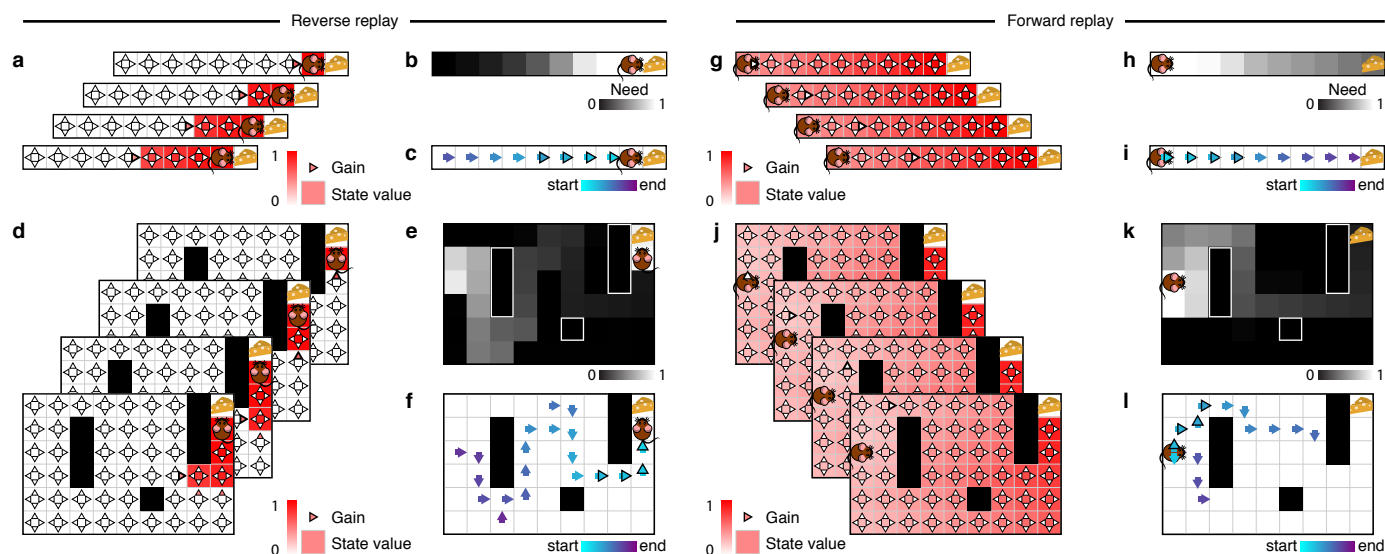 Reverse replay
Forward replay
a
b
Need
0 1
c
start end
1
0
Gain
State value
d
e
0 1
f
start end
1
0
Gain
State value
g
h
Need
0 1
i
start end
1
0
Gain
State value
j
k
0 1
l
start end
1
0
Gain
State value